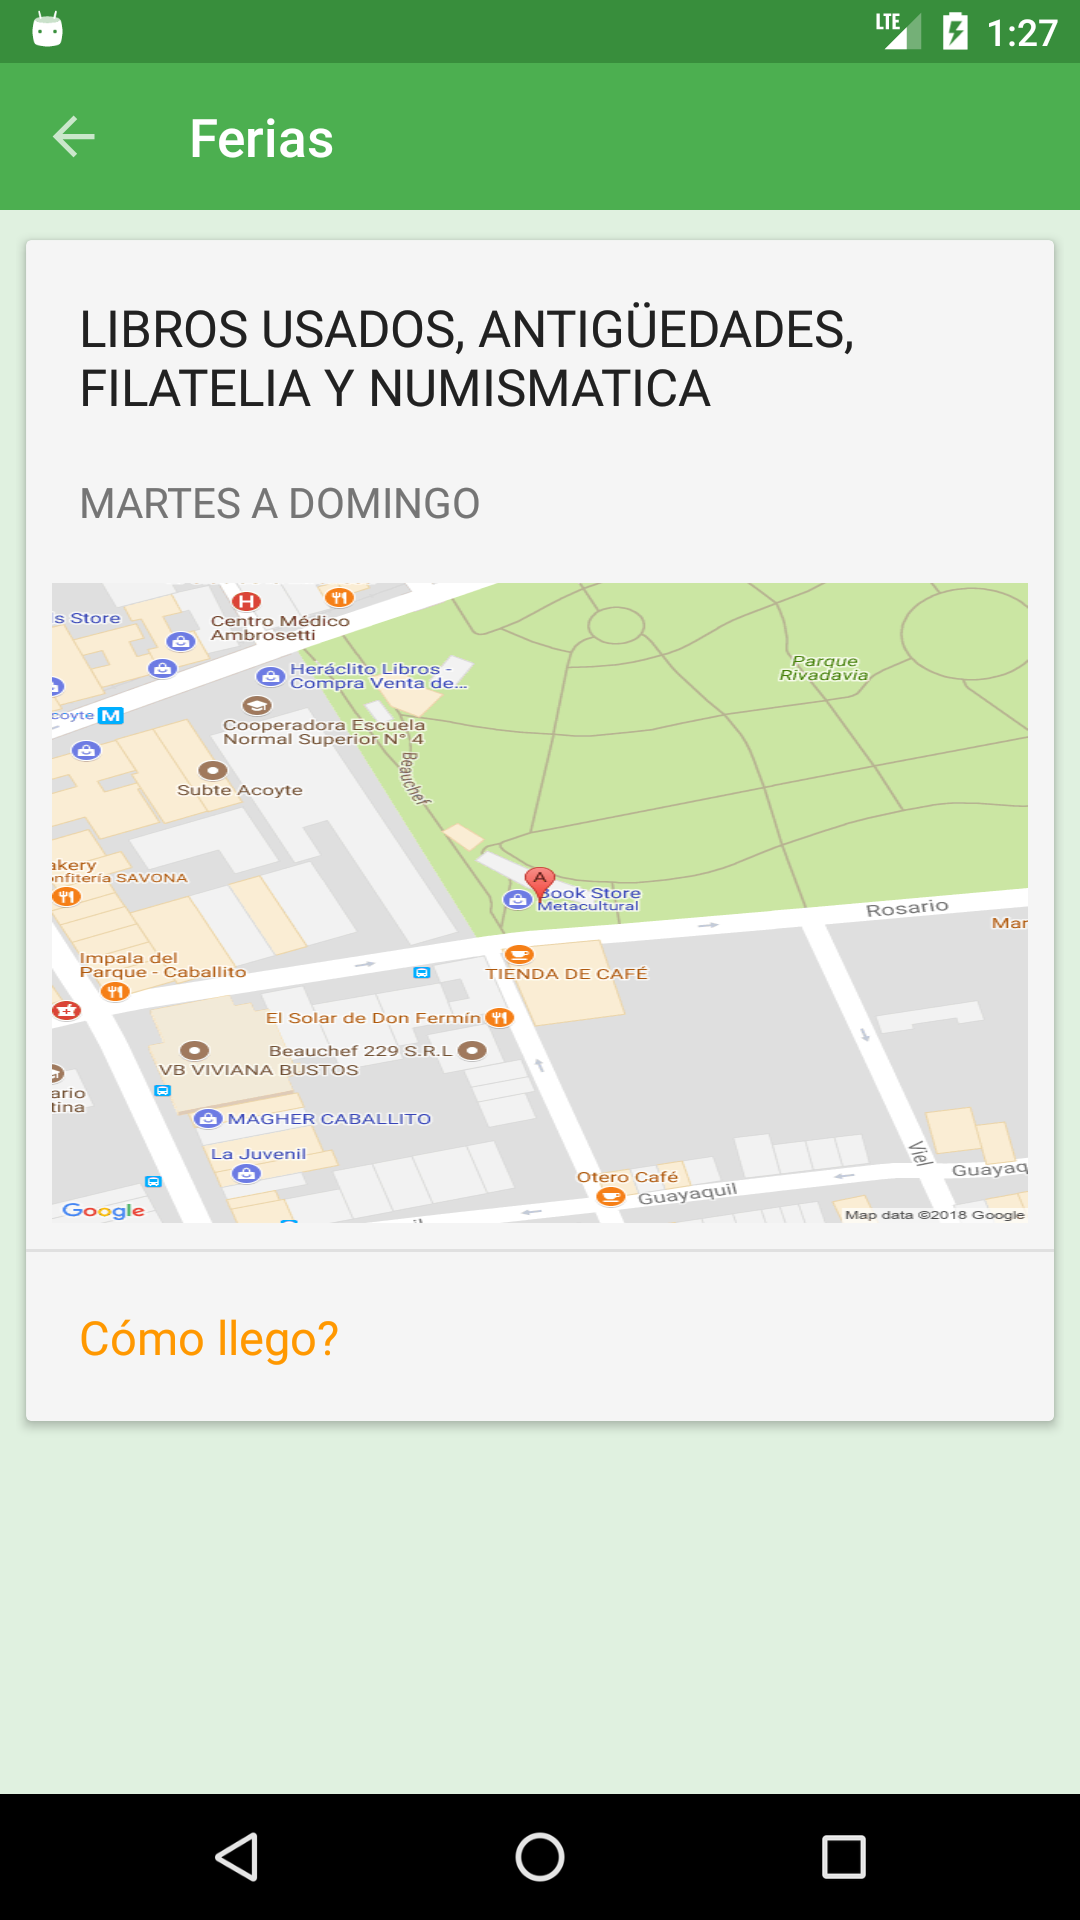 LTE 1:27
Ferias
LIBROS USADOS, ANTIGÜEDADES,
FILATELIA Y NUMISMATICA
MARTES A DOMINGO
s Store
H
Centro Médico
Ambrosetti
Heráclito Libros -
Compra Venta de...
Parque
Rivadavia
coyte M
Cooperadora Escuela
Normal Superior N° 4
Beauchef
Subte Acoyte
akery
nfitería SAVONA
A
Book Store
Metacultural
Rosario
Mar
Impala del
Parque - Caballito
TIENDA DE CAFÉ
El Solar de Don Fermín
Beauchef 229 S.R.L
VB VIVIANA BUSTOS
ario
tina
MAGHER CABALLITO
La Juvenil
Viel
Otero Café
Guayaq
Guayaquil
Google
Map data ©2018 Google
Cómo llego?